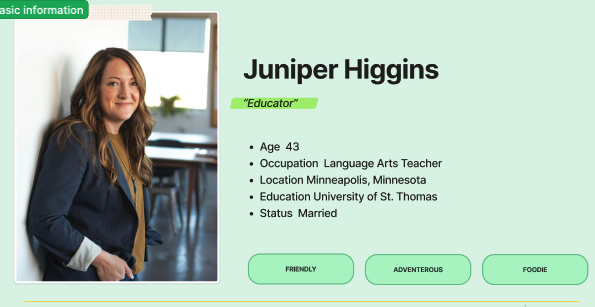 asic information
Juniper Higgins
“Educator”
• Age 43
• Occupation Language Arts Teacher
• Location Minneapolis, Minnesota
• Education University of St. Thomas
• Status Married
FRIENDLY
ADVENTEROUS
FOODIE